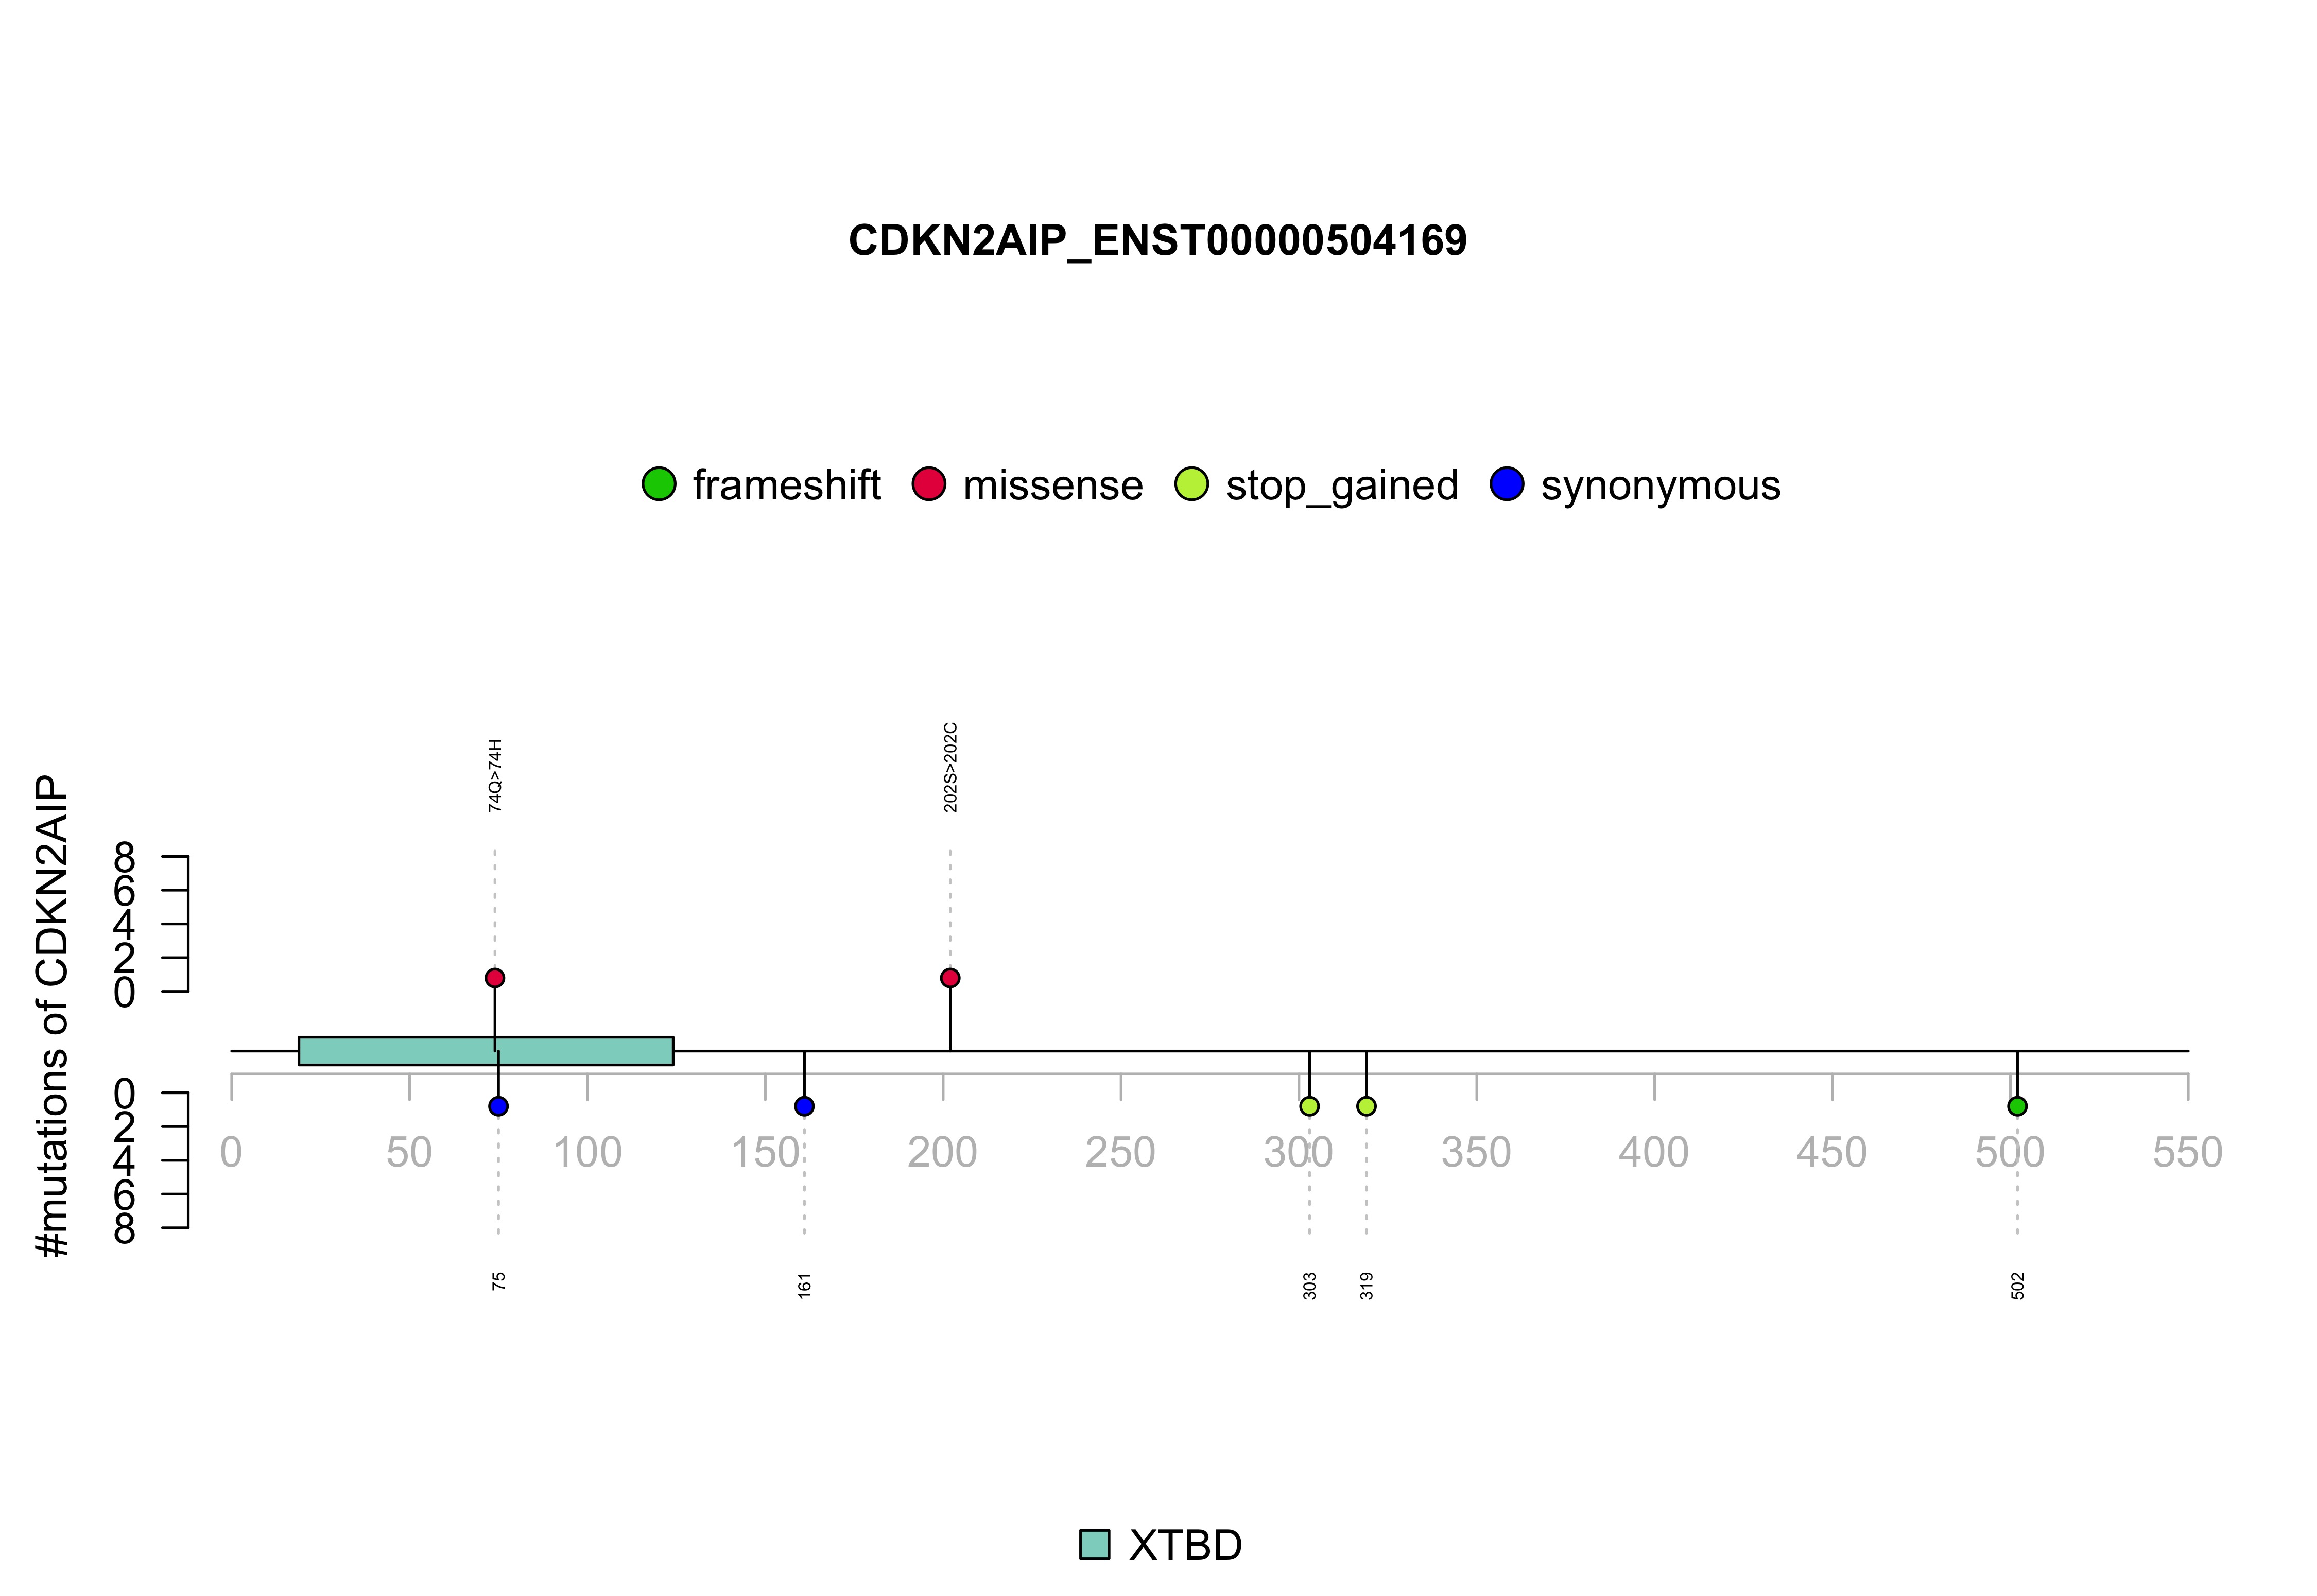 CDKN2AIP_ENST00000504169
frameshift missense stop_gained synonymous
74Q>74H 202S>202C
#mutations of CDKN2AIP
8
6
4
2
0
0
2
4
6
8
0 50 100 150 200 250 300 350 400 450 500 550
75 161 303 319 502
XTBD